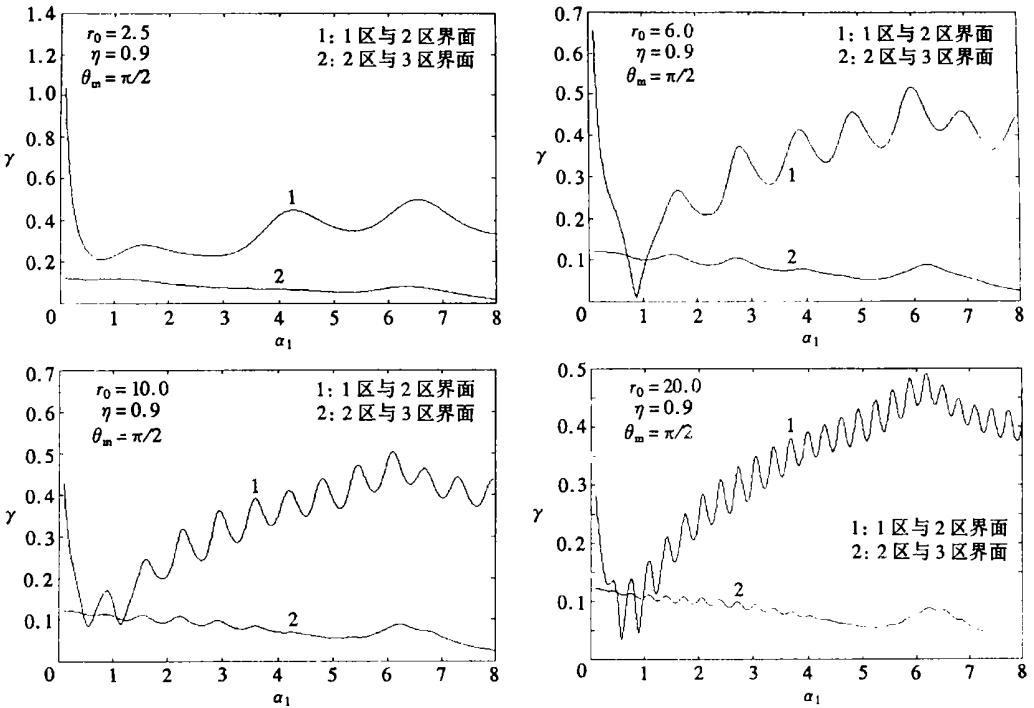 r₀ = 2.5
η = 0.9
θₘ = π/2
1: 1 区与 2 区界面
2: 2 区与 3 区界面
1.4
1.0
0.8
0.6
0.4
0.2
0
γ
1
2
0 1 2 3 4 5 6 7 8
α₁
r₀ = 6.0
η = 0.9
θₘ = π/2
1: 1 区与 2 区界面
2: 2 区与 3 区界面
0.7
0.6
0.5
0.4
0.3
0.2
0.1
γ
1
2
0 1 2 3 4 5 6 7 8
α₁
r₀ = 10.0
η = 0.9
θₘ = π/2
1: 1 区与 2 区界面
2: 2 区与 3 区界面
0.7
0.6
0.5
0.4
0.3
0.2
0.1
0
γ
1
2
0 1 2 3 4 5 6 7 8
α₁
r₀ = 20.0
η = 0.9
θₘ = π/2
1: 1 区与 2 区界面
2: 2 区与 3 区界面
0.5
0.4
0.3
0.2
0.1
γ
1
2
0 1 2 3 4 5 6 7 8
α₁